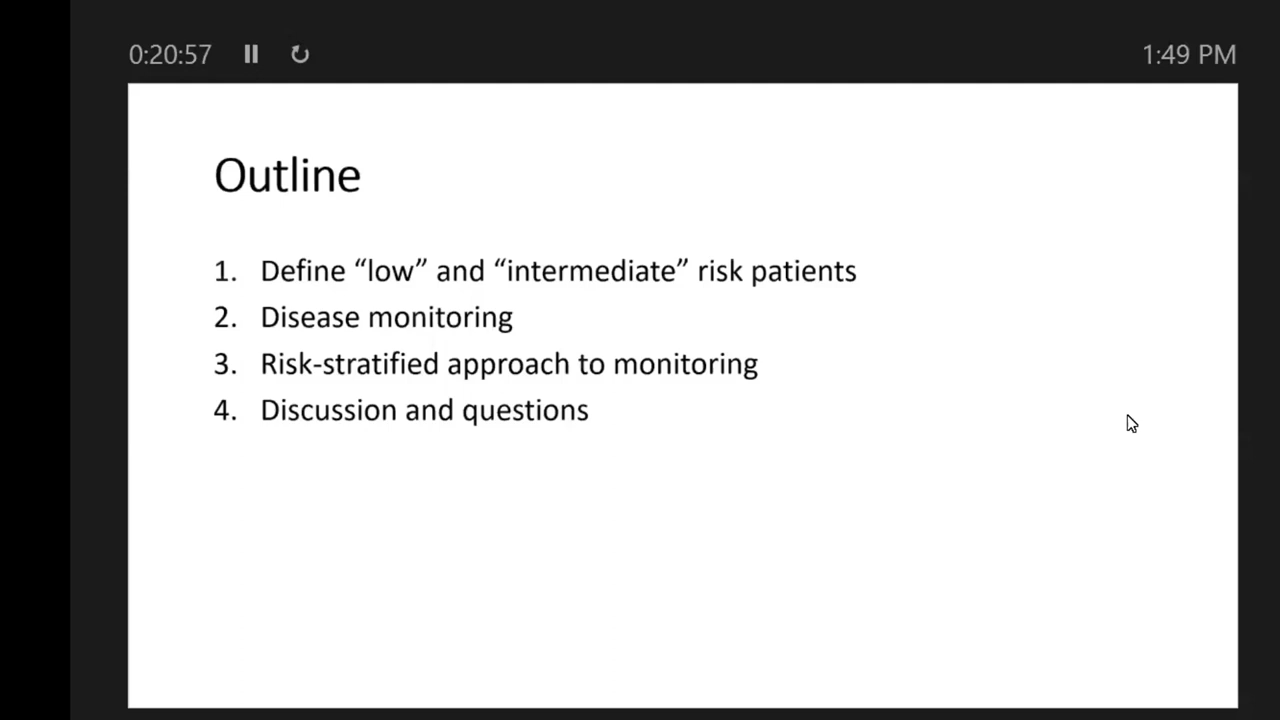 0:20:57 1:49 PM
Outline
1. Define “low” and “intermediate” risk patients
2. Disease monitoring
3. Risk-stratified approach to monitoring
4. Discussion and questions